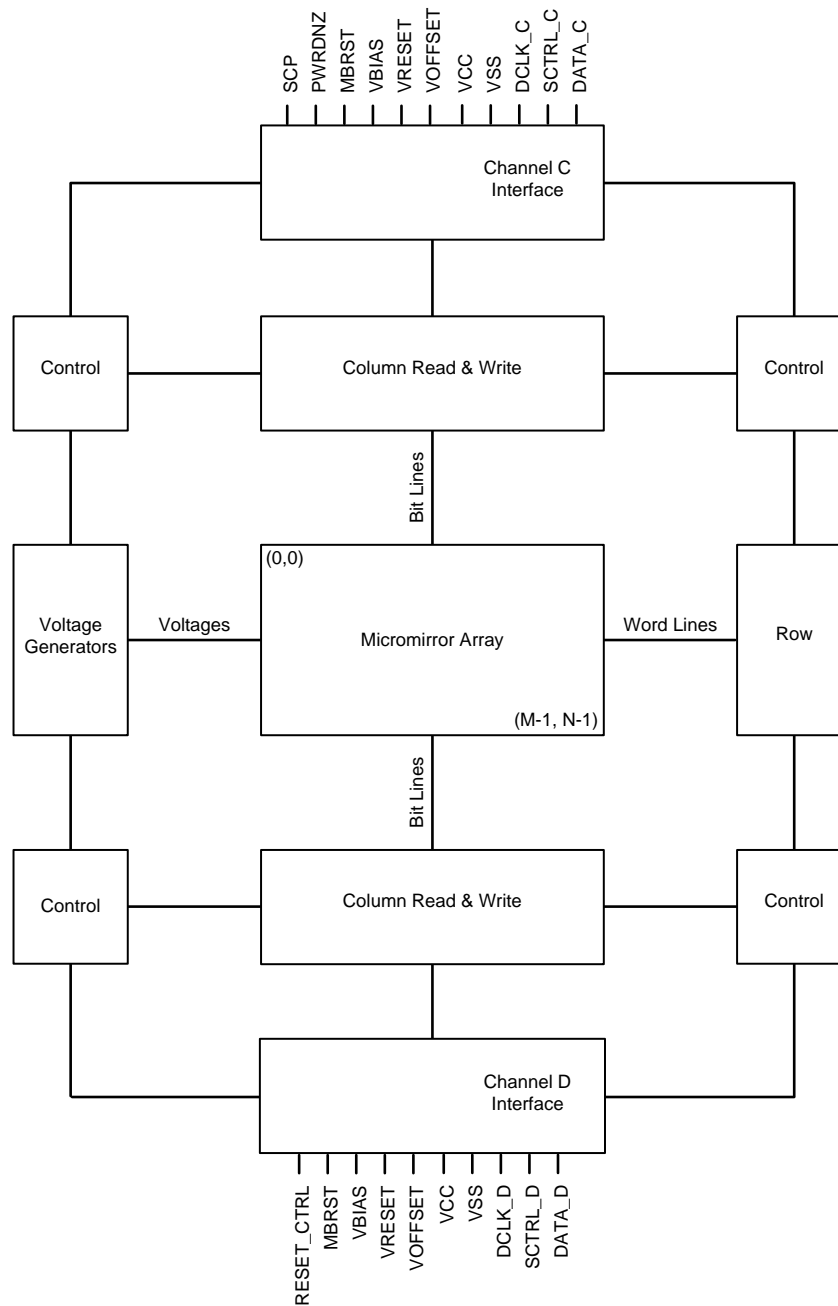 SCP
PWRDNZ
MBRST
VBIAS
VRESET
VOFFSET
VCC
VSS
DCLK_C
SCTRL_C
DATA_C
Channel C
Interface
Control
Column Read & Write
Control
Bit Lines
(0,0)
Voltage
Generators
Voltages
Micromirror Array
Word Lines
Row
(M-1, N-1)
Bit Lines
Control
Column Read & Write
Control
Channel D
Interface
RESET_CTRL
MBRST
VBIAS
VRESET
VOFFSET
VCC
VSS
DCLK_D
SCTRL_D
DATA_D